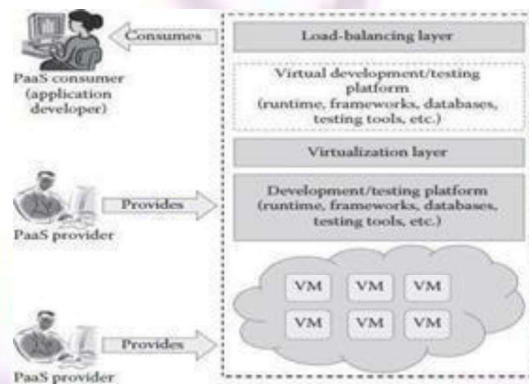 Consumes
PaaS consumer
(application
developer)
Load-balancing layer
Virtual development/testing
platform
(runtime, frameworks, databases,
testing tools, etc.)
Virtualization layer
Provides
PaaS provider
Development/testing platform
(runtime, frameworks, databases,
testing tools, etc.)
VM VM VM
VM VM VM
Provides
PaaS provider